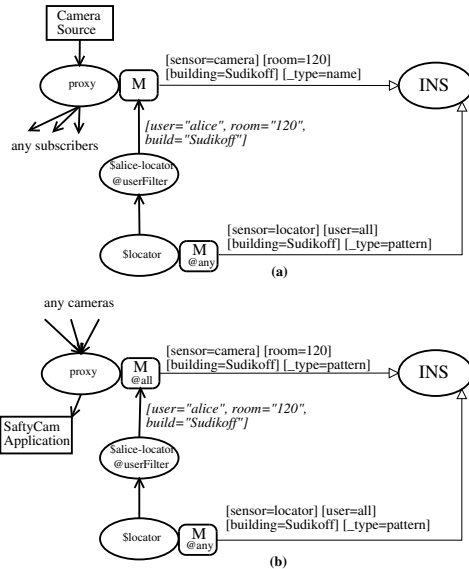 Camera
Source
[sensor=camera] [room=120]
[building=Sudikoff] [_type=name]
proxy
M
INS
any subscribers
[user="alice", room="120",
build="Sudikoff"]
$alice-locator
@userFilter
[sensor=locator] [user=all]
[building=Sudikoff] [_type=pattern]
$locator
M
@any
(a)
any cameras
[sensor=camera] [room=120]
[building=Sudikoff] [_type=pattern]
proxy
M
@all
INS
SaftyCam
Application
[user="alice", room="120",
build="Sudikoff"]
$alice-locator
@userFilter
[sensor=locator] [user=all]
[building=Sudikoff] [_type=pattern]
$locator
M
@any
(b)